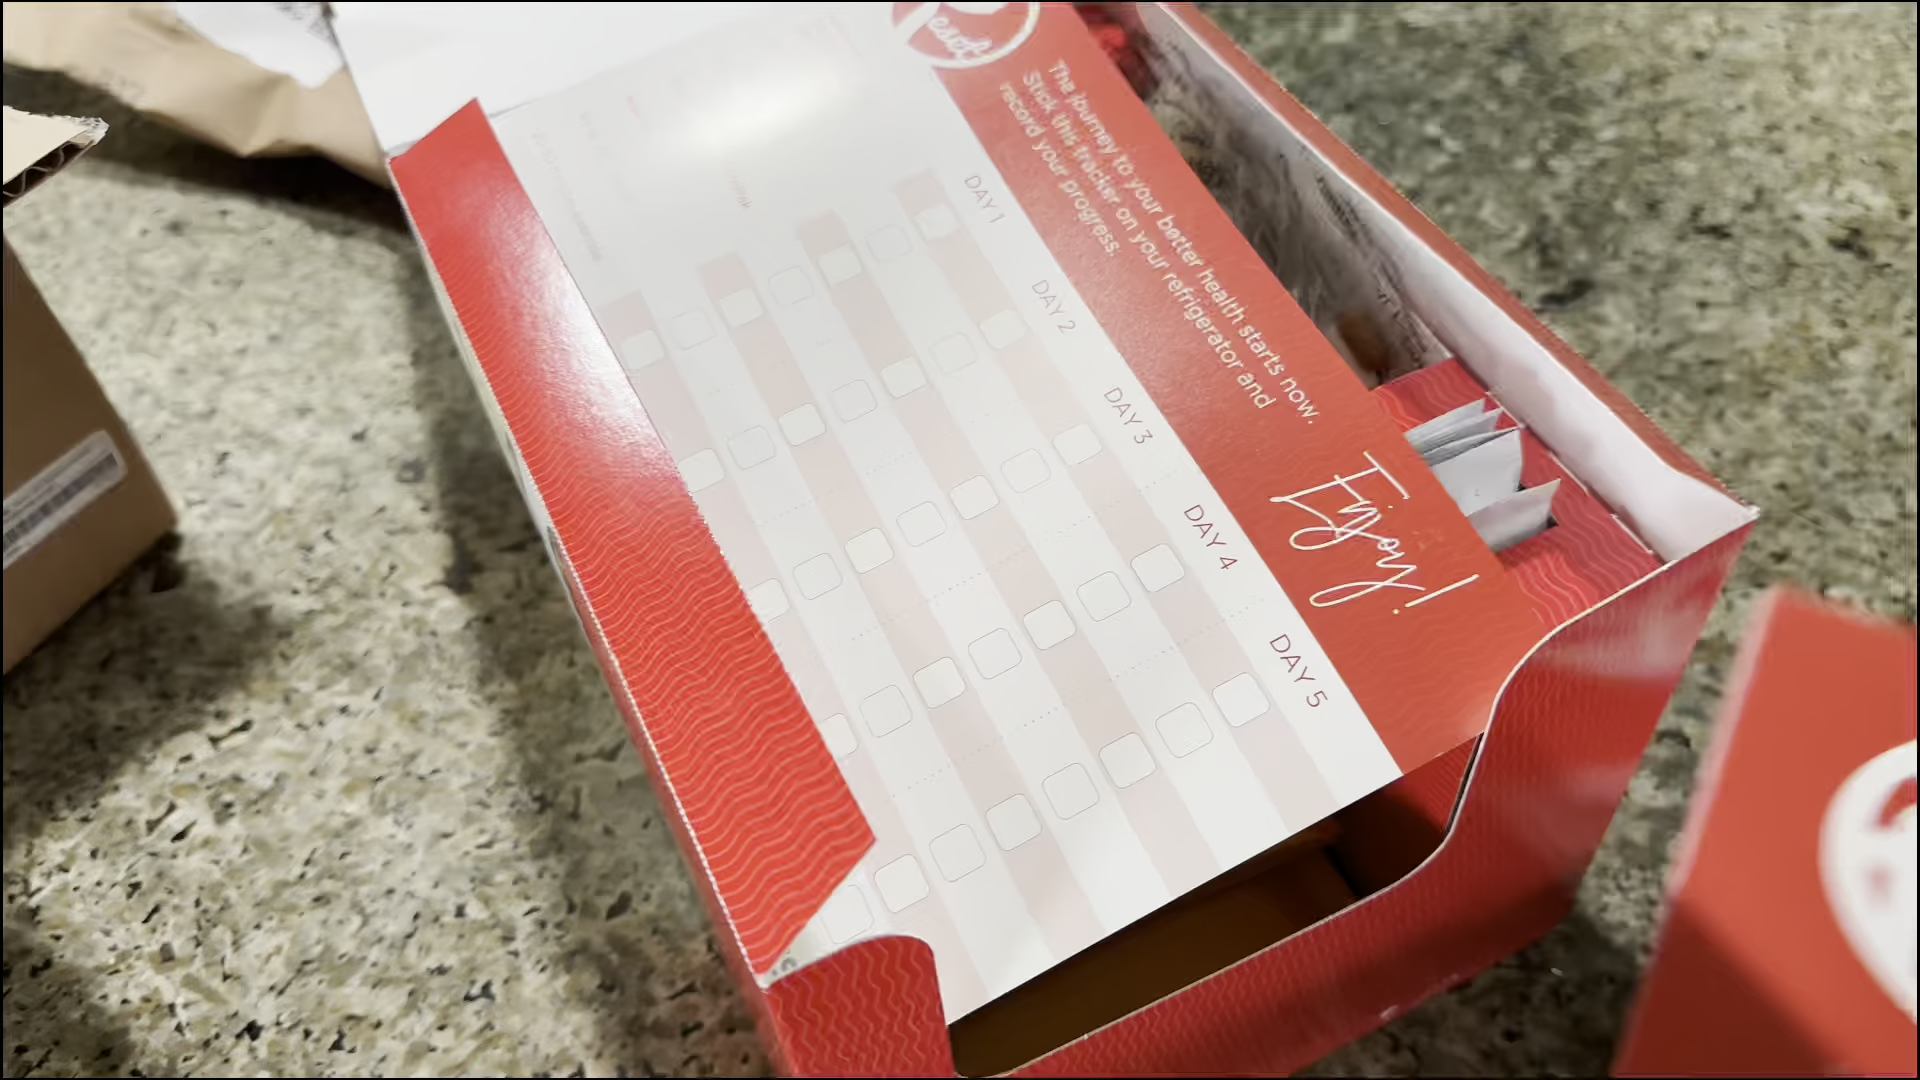 The journey to your better health starts now.
Stick this tracker on your refrigerator and
record your progress.
Enjoy!
DAY 1
DAY 2
DAY 3
DAY 4
DAY 5